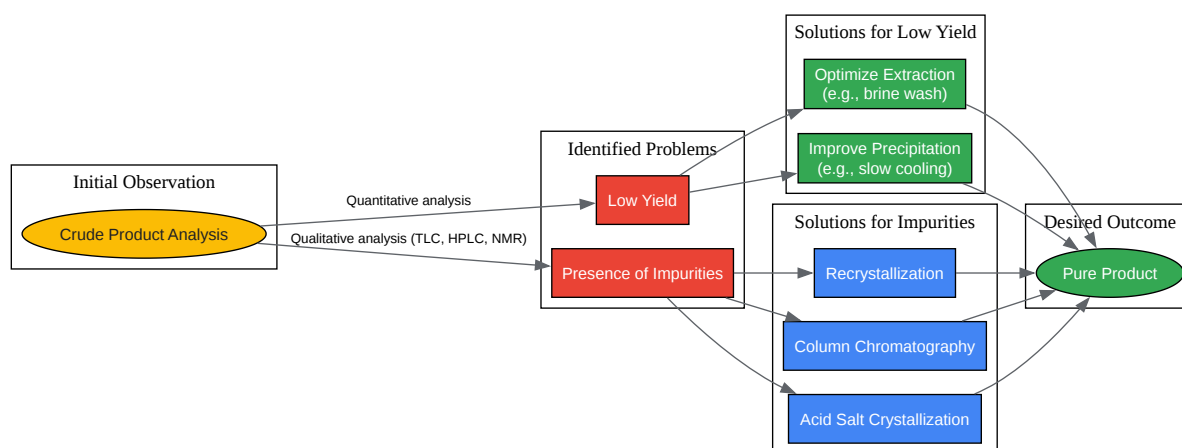 Initial Observation
Crude Product Analysis
Quantitative analysis
Qualitative analysis (TLC, HPLC, NMR)
Identified Problems
Low Yield
Presence of Impurities
Solutions for Low Yield
Optimize Extraction
(e.g., brine wash)
Improve Precipitation
(e.g., slow cooling)
Solutions for Impurities
Recrystallization
Column Chromatography
Acid Salt Crystallization
Desired Outcome
Pure Product